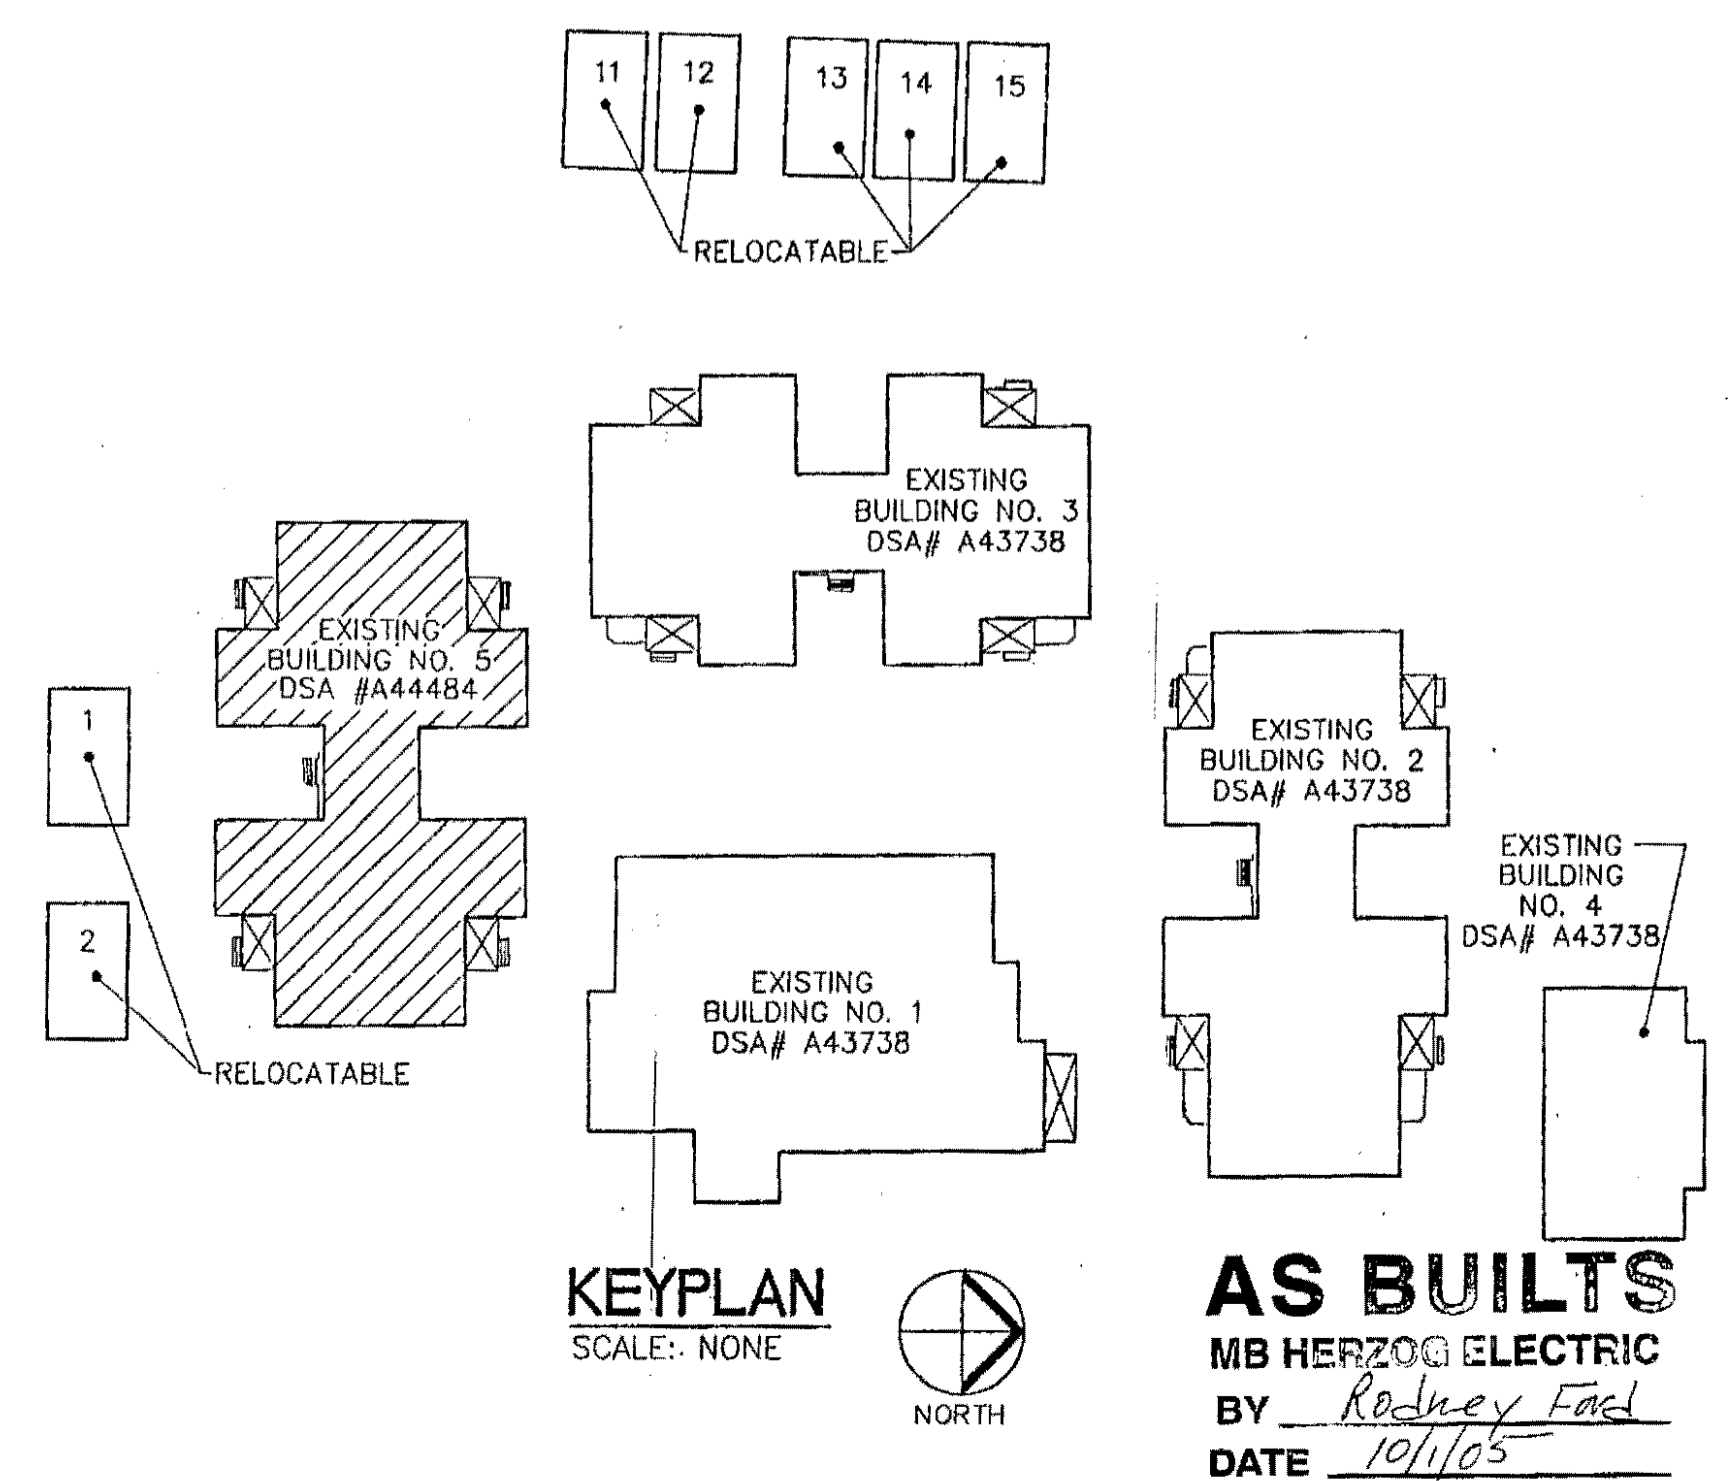 11 12 13 14 15
RELOCATABLE
EXISTING
BUILDING NO. 3
DSA# A43738
EXISTING
BUILDING NO. 5
DSA #A44484
1
2
RELOCATABLE
EXISTING
BUILDING NO. 2
DSA# A43738
EXISTING
BUILDING
NO. 4
DSA# A43738
EXISTING
BUILDING NO. 1
DSA# A43738
KEYPLAN
SCALE: NONE
NORTH
AS BUILTS
MB HERZOG ELECTRIC
BY Rodney Ford
DATE 10/1/05